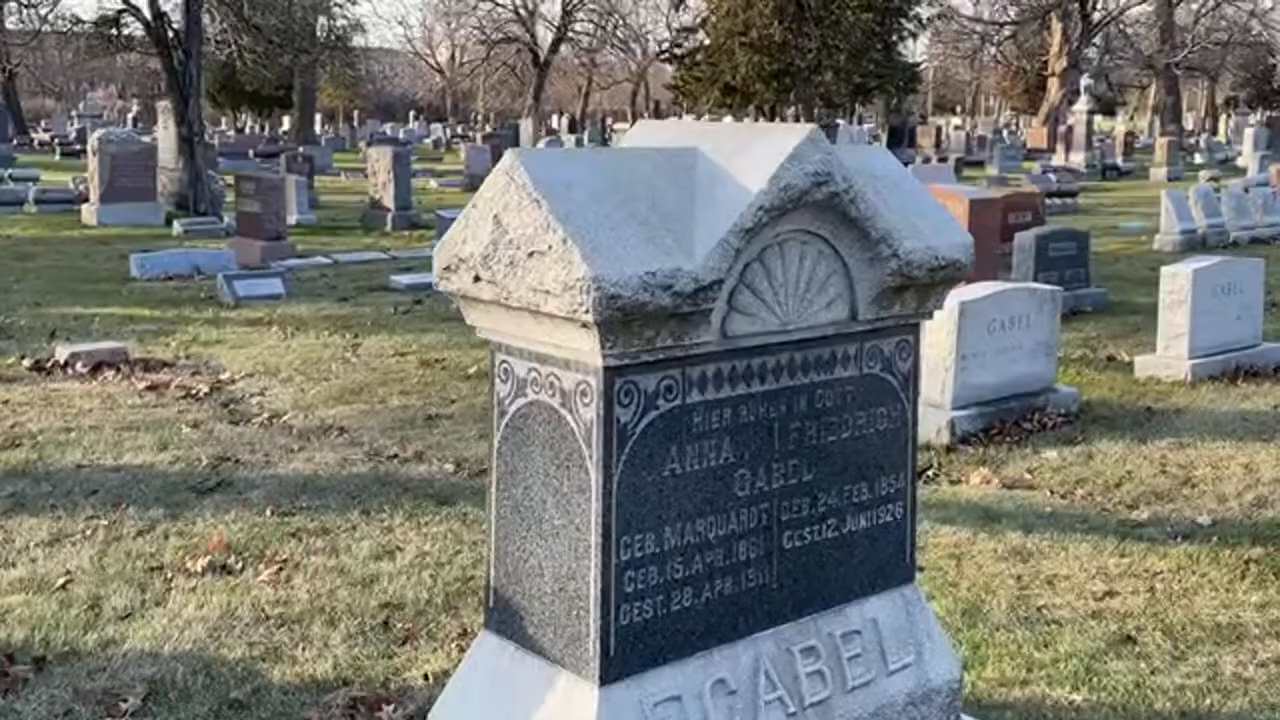 HIER RUHEN IN GOTT
ANNA FRIEDRICH
GABEL
GEB. MARQUARDT
GEB. 15. APR. 1861
GEST. 28. APR. 1911
GEB. 24. FEB. 1854
GEST. 12. JUNI 1926
GABEL
GABEL
GABEL